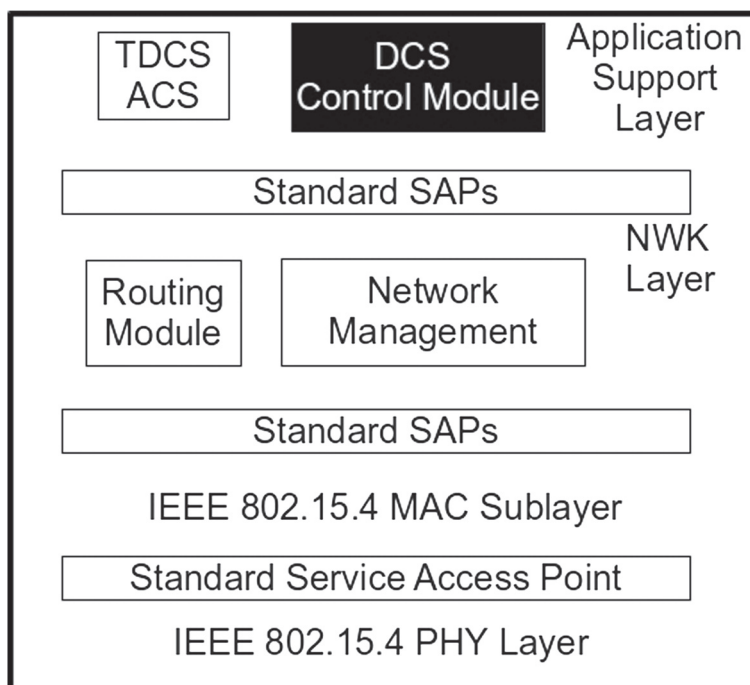 TDCS
ACS
DCS
Control Module
Application
Support
Layer
Standard SAPs
NWK
Layer
Routing
Module
Network
Management
Standard SAPs
IEEE 802.15.4 MAC Sublayer
Standard Service Access Point
IEEE 802.15.4 PHY Layer